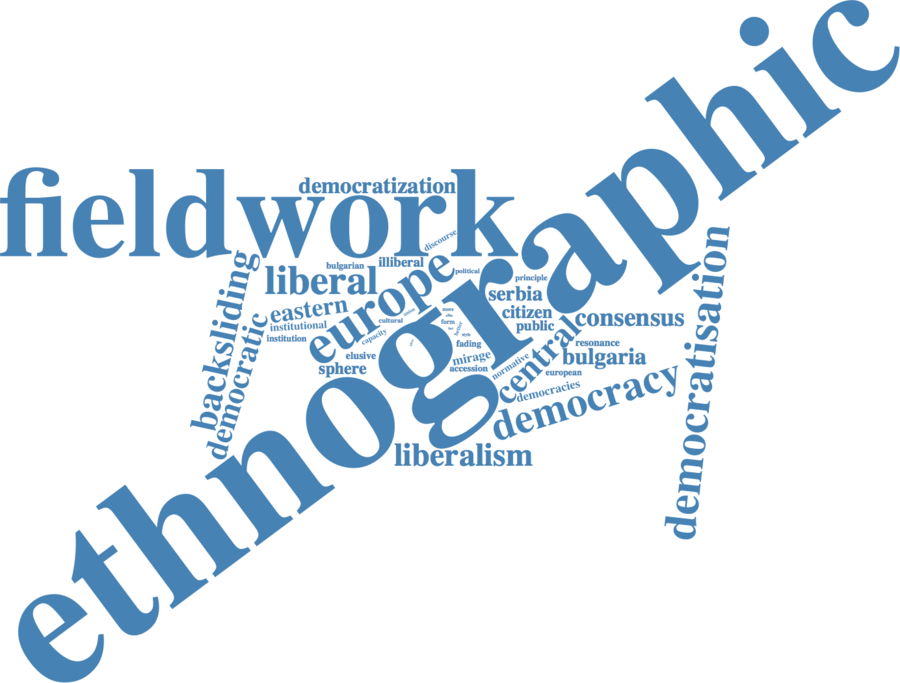 ethnographic
fieldwork
democratization
discourse
bulgarian
illiberal
political
liberal
europe
principle
backsliding
eastern
serbia
citizen
consensus
democratisation
institutional
cultural
public
form
institution
capacity
style
democratic
fading
resonance
central
elusive
mirage
bulgaria
sphere
accession
normative
european
democracies
democracy
liberalism